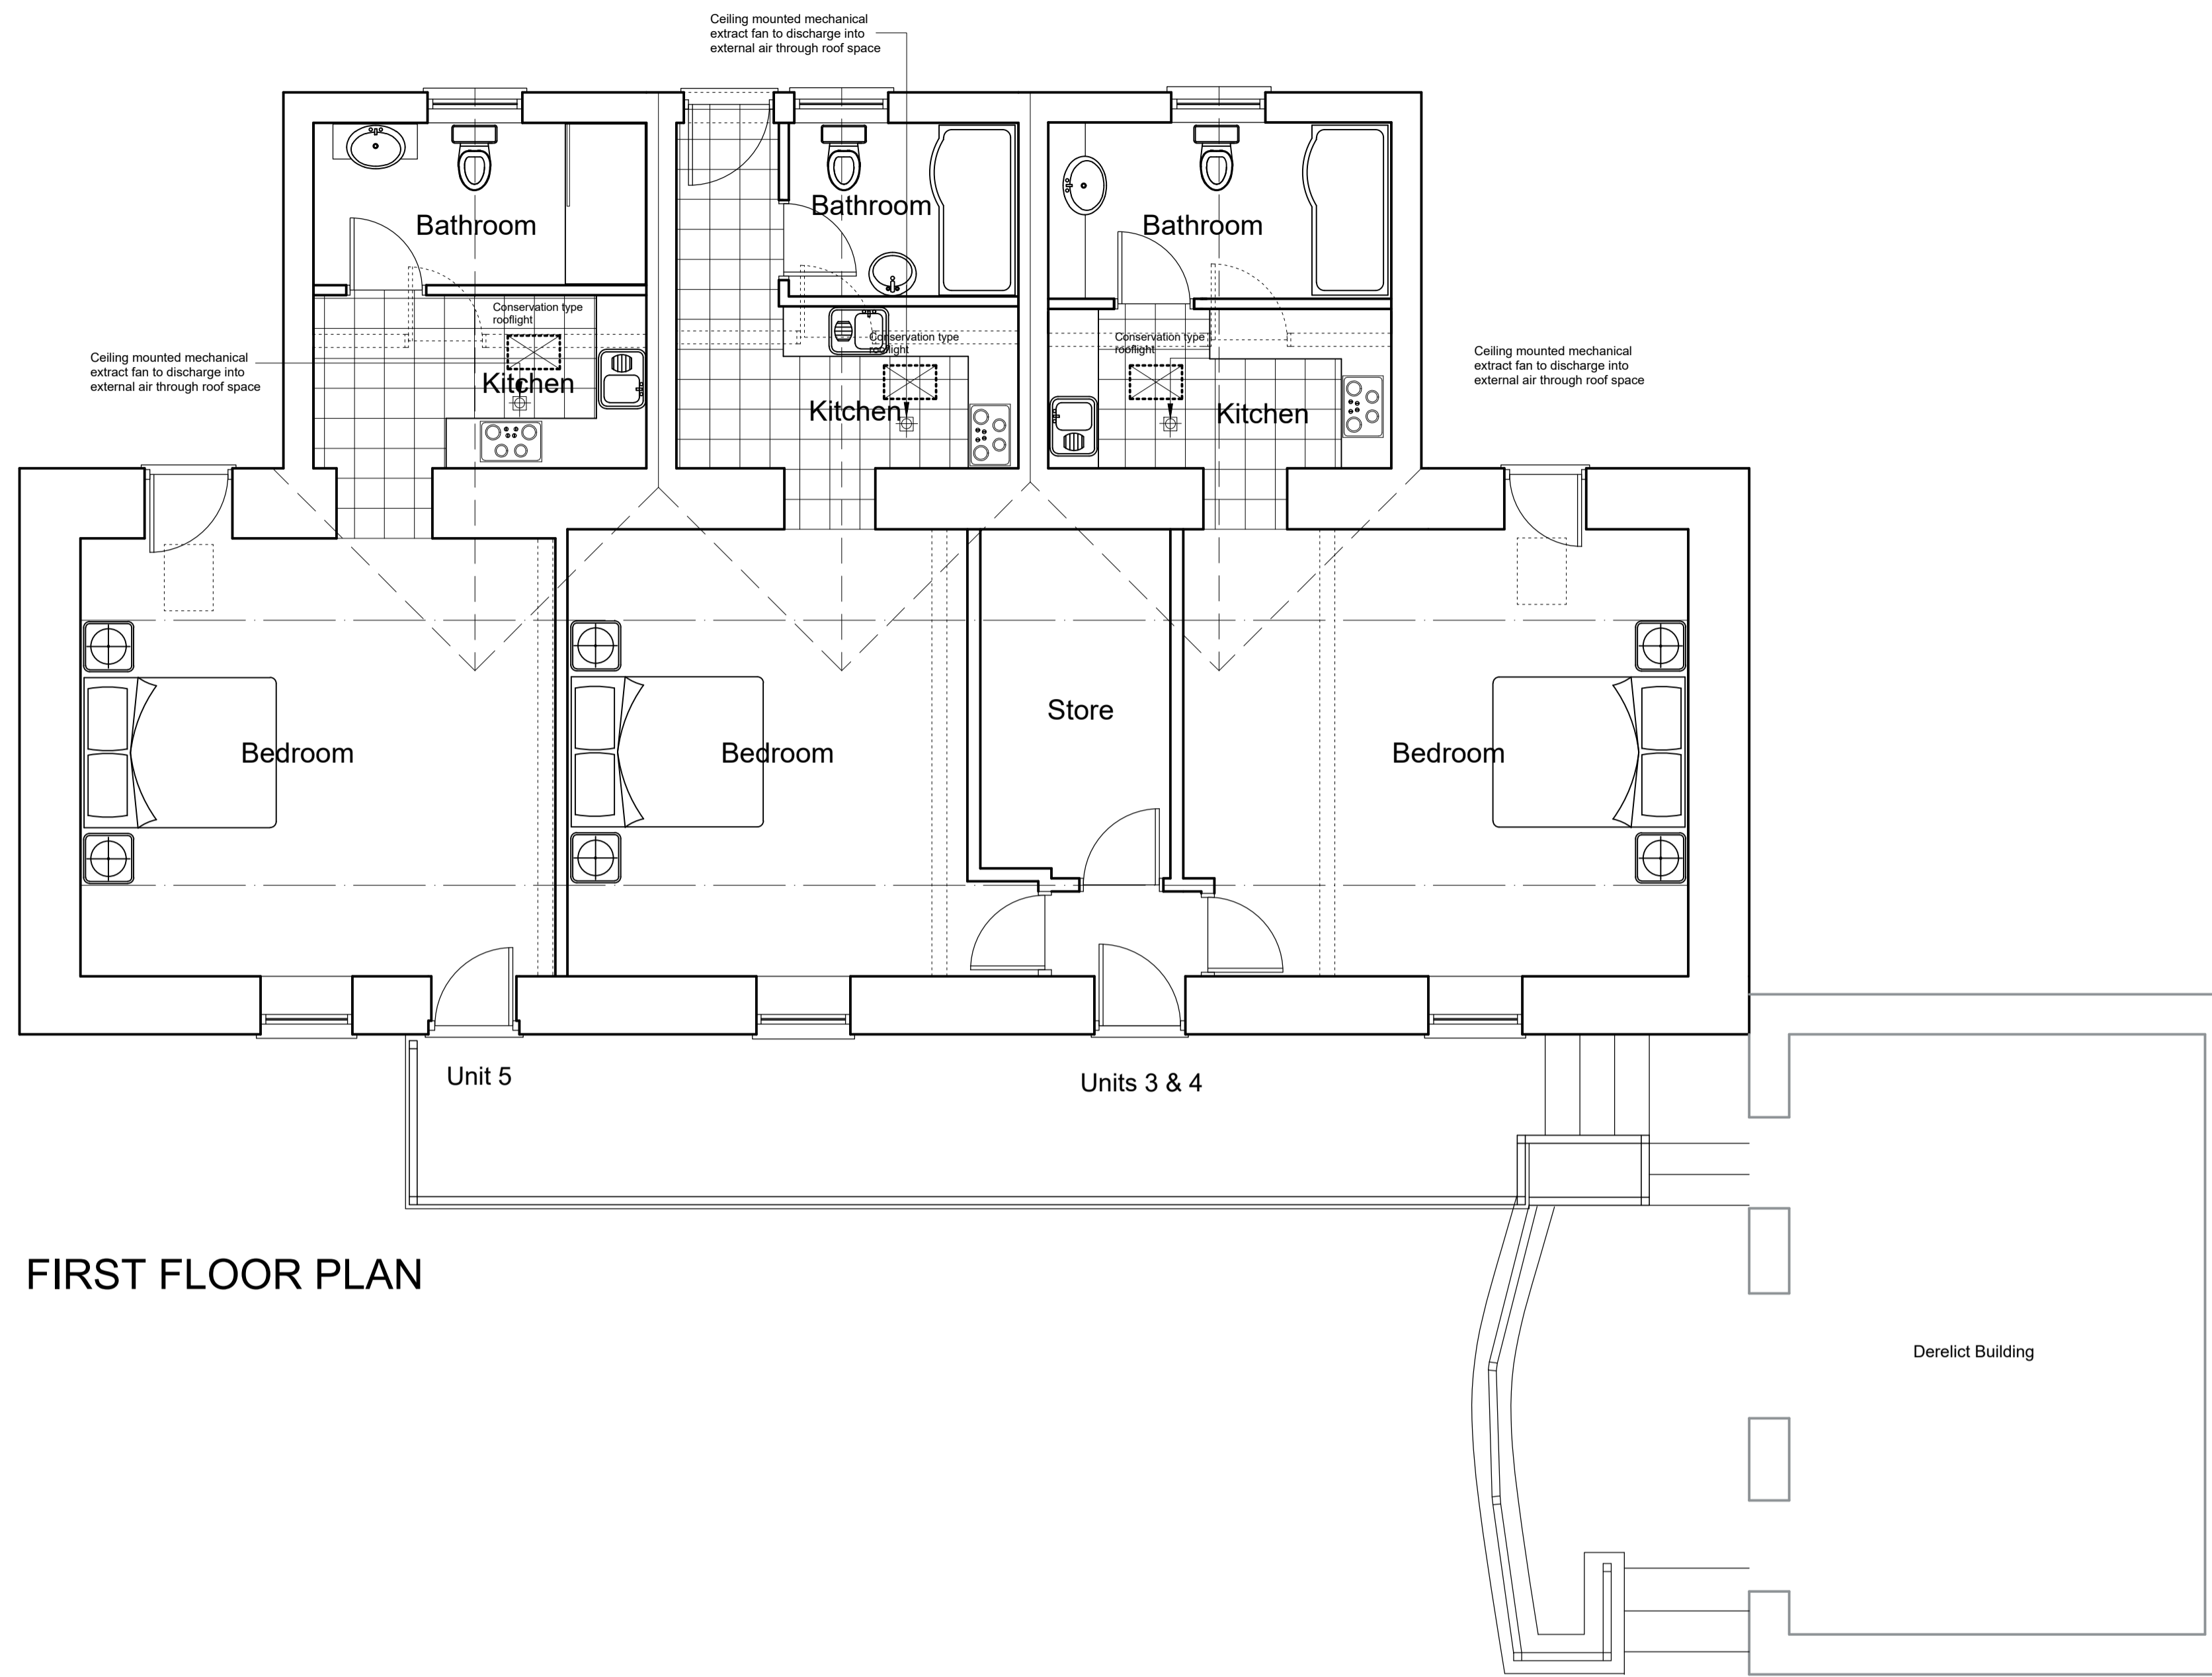 Ceiling mounted mechanical
extract fan to discharge into
external air through roof space
Bathroom
Bathroom
Bathroom
Conservation type
rooflight
Conservation type
rooflight
Conservation type
rooflight
Ceiling mounted mechanical
extract fan to discharge into
external air through roof space
Ceiling mounted mechanical
extract fan to discharge into
external air through roof space
Kitchen
Kitchen
Kitchen
Store
Bedroom
Bedroom
Bedroom
Unit 5
Units 3 & 4
FIRST FLOOR PLAN
Derelict Building